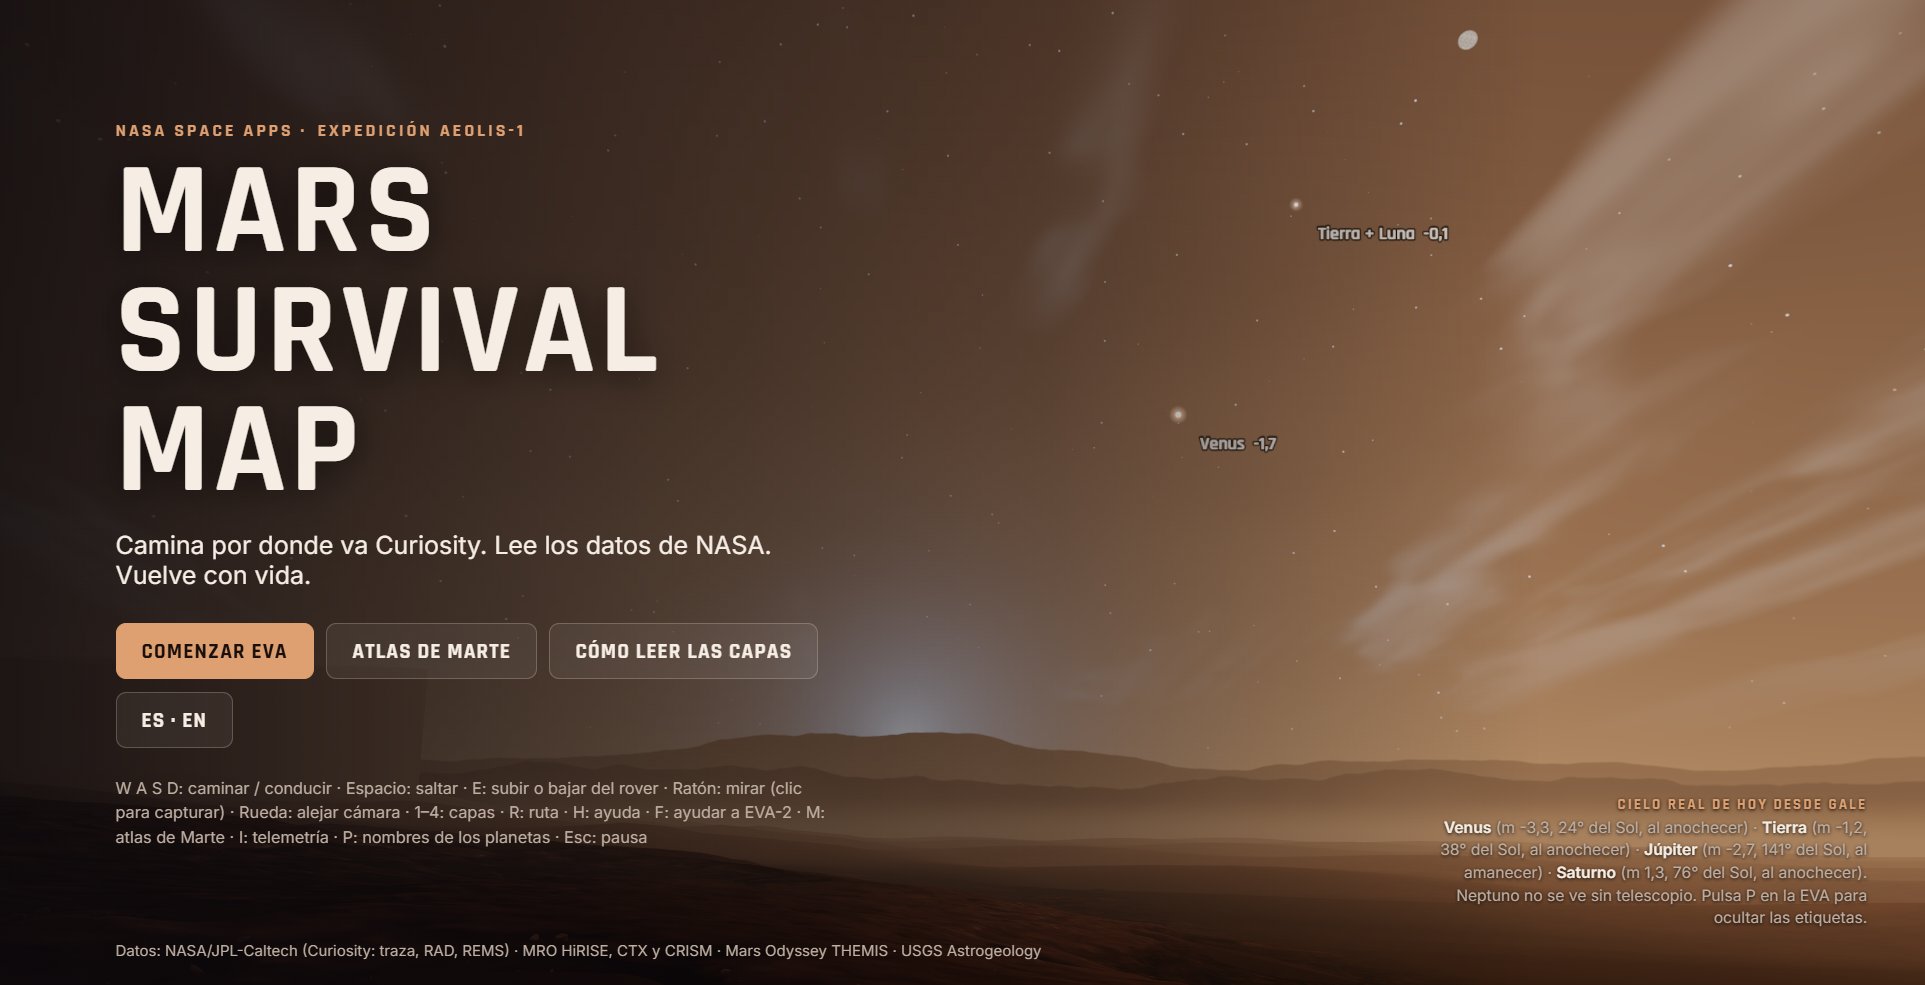 NASA SPACE APPS · EXPEDICIÓN AEOLIS-1
MARS
SURVIVAL
MAP
Tierra + Luna -0,1
Venus -1,7
Camina por donde va Curiosity. Lee los datos de NASA.
Vuelve con vida.
COMENZAR EVA
ATLAS DE MARTE
CÓMO LEER LAS CAPAS
ES · EN
W A S D: caminar / conducir · Espacio: saltar · E: subir o bajar del rover · Ratón: mirar (clic
para capturar) · Rueda: alejar cámara · 1–4: capas · R: ruta · H: ayuda · F: ayudar a EVA-2 · M:
atlas de Marte · I: telemetría · P: nombres de los planetas · Esc: pausa
CIELO REAL DE HOY DESDE GALE
Venus (m -3,3, 24° del Sol, al anochecer) · Tierra (m -1,2,
38° del Sol, al anochecer) · Júpiter (m -2,7, 141° del Sol, al
amanecer) · Saturno (m 1,3, 76° del Sol, al anochecer).
Neptuno no se ve sin telescopio. Pulsa P en la EVA para
ocultar las etiquetas.
Datos: NASA/JPL-Caltech (Curiosity: traza, RAD, REMS) · MRO HiRISE, CTX y CRISM · Mars Odyssey THEMIS · USGS Astrogeology